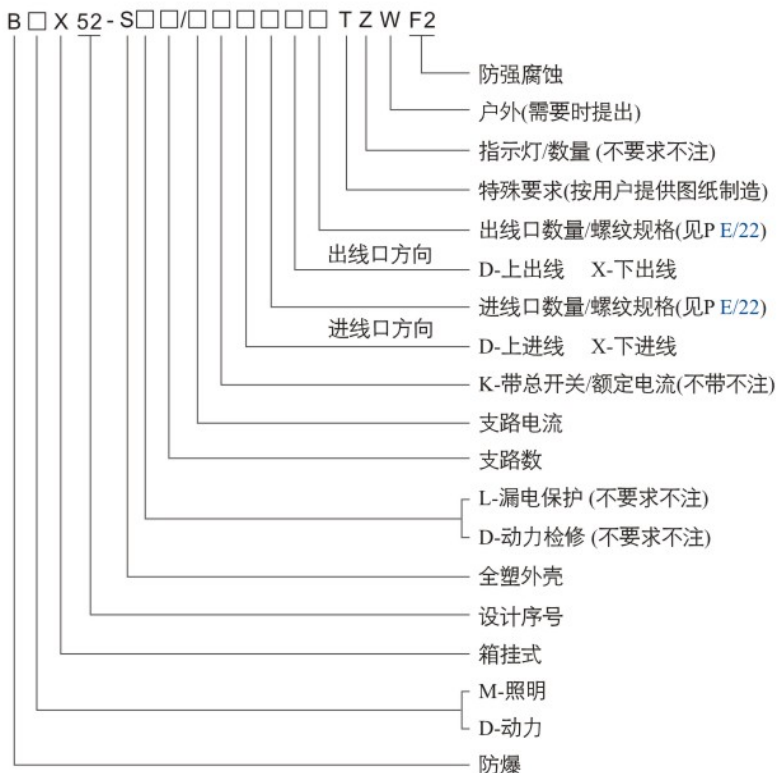 B□X52-S□□/□□□□□□TZWF2
防强腐蚀
户外(需要时提出)
指示灯/数量 (不要求不注)
特殊要求(按用户提供图纸制造)
出线口数量/螺纹规格(见P E/22)
出线口方向
D-上出线 X-下出线
进线口数量/螺纹规格(见P E/22)
进线口方向
D-上进线 X-下进线
K-带总开关/额定电流(不带不注)
支路电流
支路数
L-漏电保护 (不要求不注)
D-动力检修 (不要求不注)
全塑外壳
设计序号
箱挂式
M-照明
D-动力
防爆